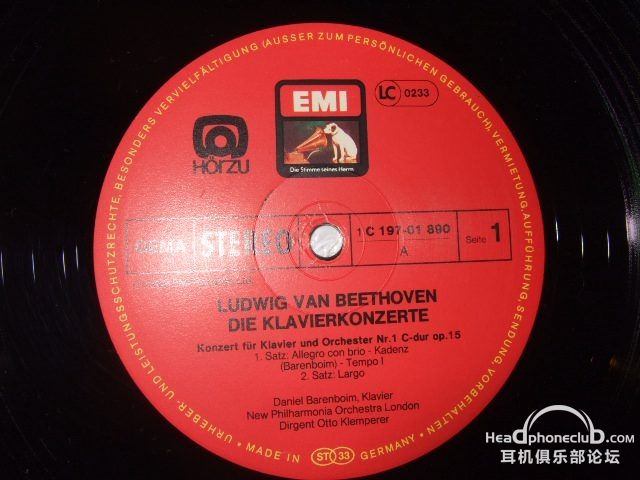 URHEBER- UND LEISTUNGSSCHUTZRECHTE, BESONDERS VERVIELFÄLTIGUNG (AUSSER ZUM PERSÖNLICHEN GEBRAUCH), VERMIETUNG, AUFFÜHRUNG, SENDUNG, VORBEHALTEN
EMI
LC 0233
HÖRZU
Die Stimme seines Herrn
GEMA
STEREO
1 C 197-01 890
A
Seite 1
LUDWIG VAN BEETHOVEN
DIE KLAVIERKONZERTE
Konzert für Klavier und Orchester Nr.1 C-dur op.15
1. Satz: Allegro con brio - Kadenz
(Barenboim) - Tempo I
2. Satz: Largo
Daniel Barenboim, Klavier
New Philharmonia Orchestra London
Dirgent Otto Klemperer
MADE IN ST 33 GERMANY
Headphoneclub.com
耳机俱乐部论坛